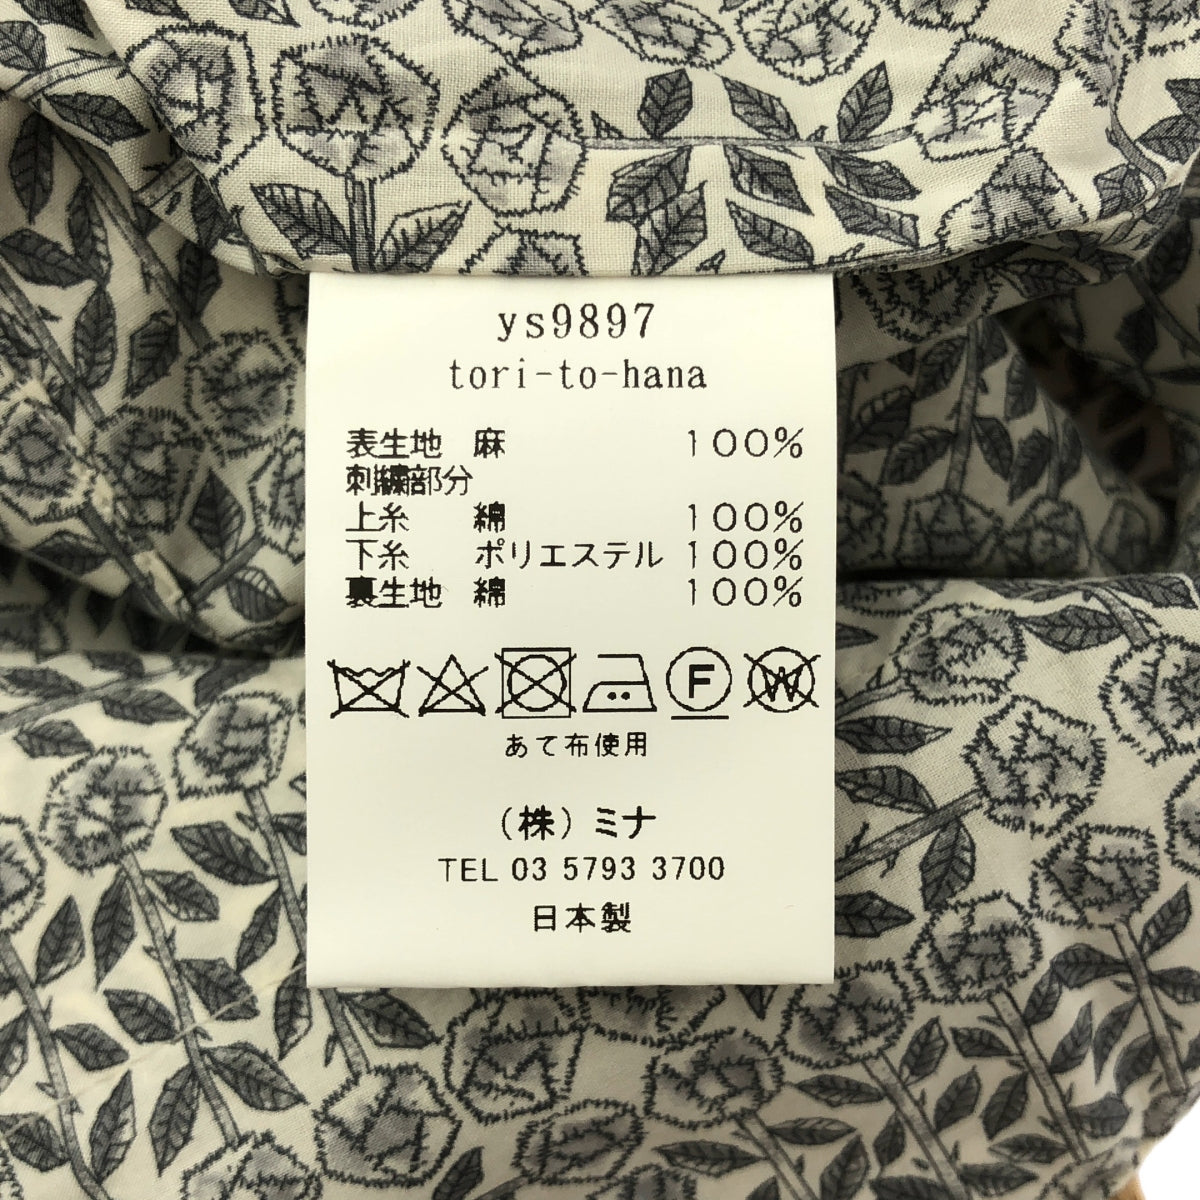 ys9897
tori-to-hana
表生地 麻 100%
刺繍部分
上糸 綿 100%
下糸 ポリエステル 100%
裏生地 綿 100%
F W
あて布使用
(株) ミナ
TEL 03 5793 3700
日本製